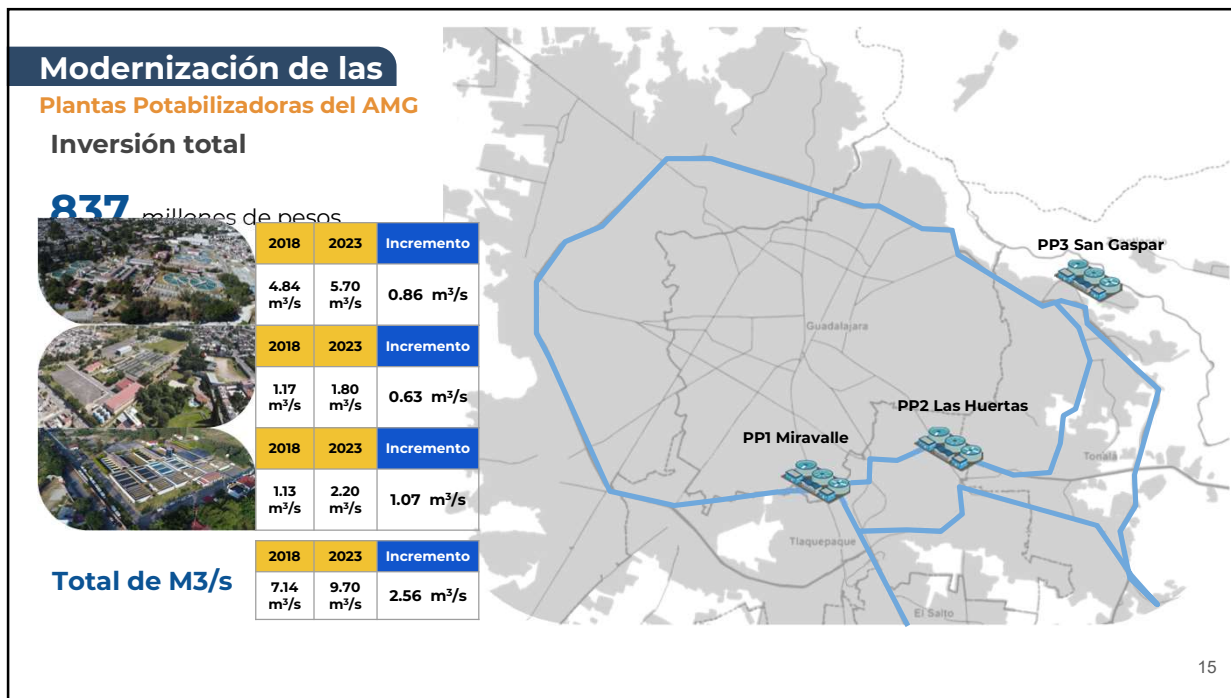 Modernización de las
Plantas Potabilizadoras del AMG
Inversión total
837 millones de pesos
2018 2023 Incremento
4.84 m³/s 5.70 m³/s 0.86 m³/s
2018 2023 Incremento
1.17 m³/s 1.80 m³/s 0.63 m³/s
2018 2023 Incremento
1.13 m³/s 2.20 m³/s 1.07 m³/s
Total de M3/s
2018 2023 Incremento
7.14 m³/s 9.70 m³/s 2.56 m³/s
PP3 San Gaspar
Guadalajara
PP2 Las Huertas
PP1 Miravalle
Tonalá
Tlaquepaque
El Salto
15